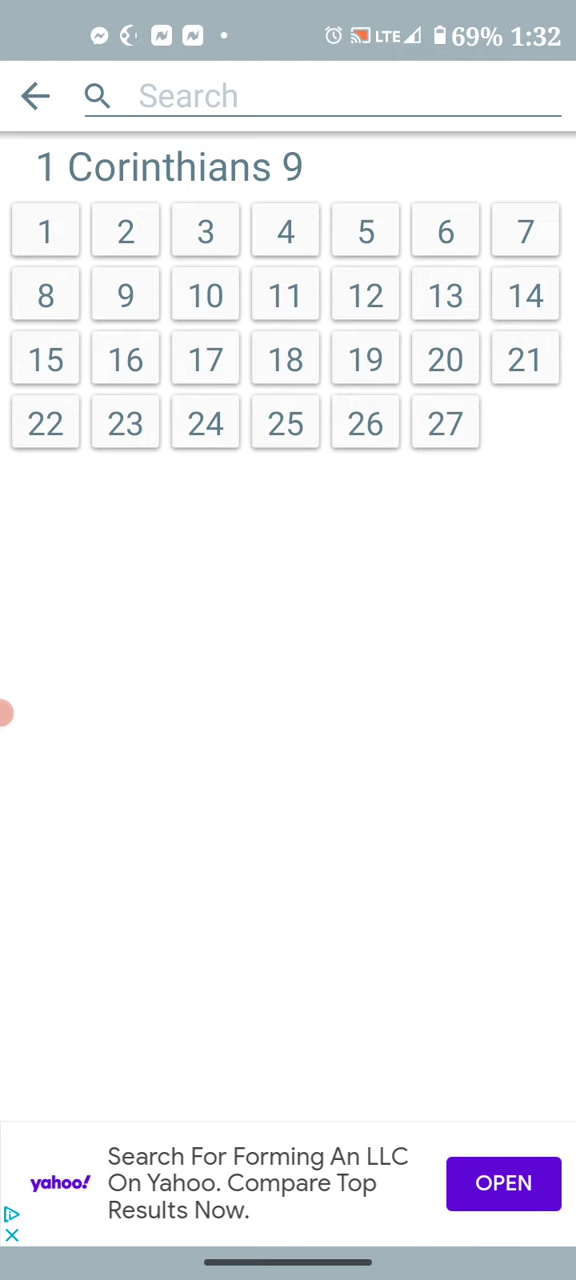 LTE 69% 1:32
Search
1 Corinthians 9
1 2 3 4 5 6 7
8 9 10 11 12 13 14
15 16 17 18 19 20 21
22 23 24 25 26 27
Search For Forming An LLC
yahoo! On Yahoo. Compare Top OPEN
Results Now.